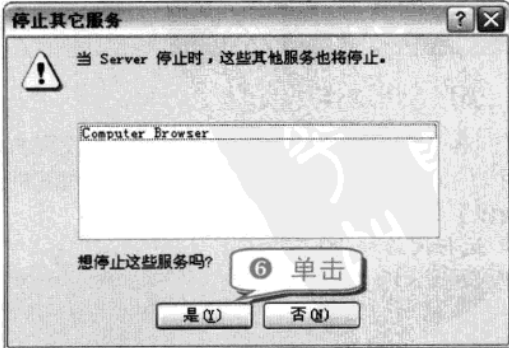 停止其它服务
当 Server 停止时，这些其他服务也将停止。
Computer Browser
想停止这些服务吗?
❻ 单击
是(Y)
否(N)